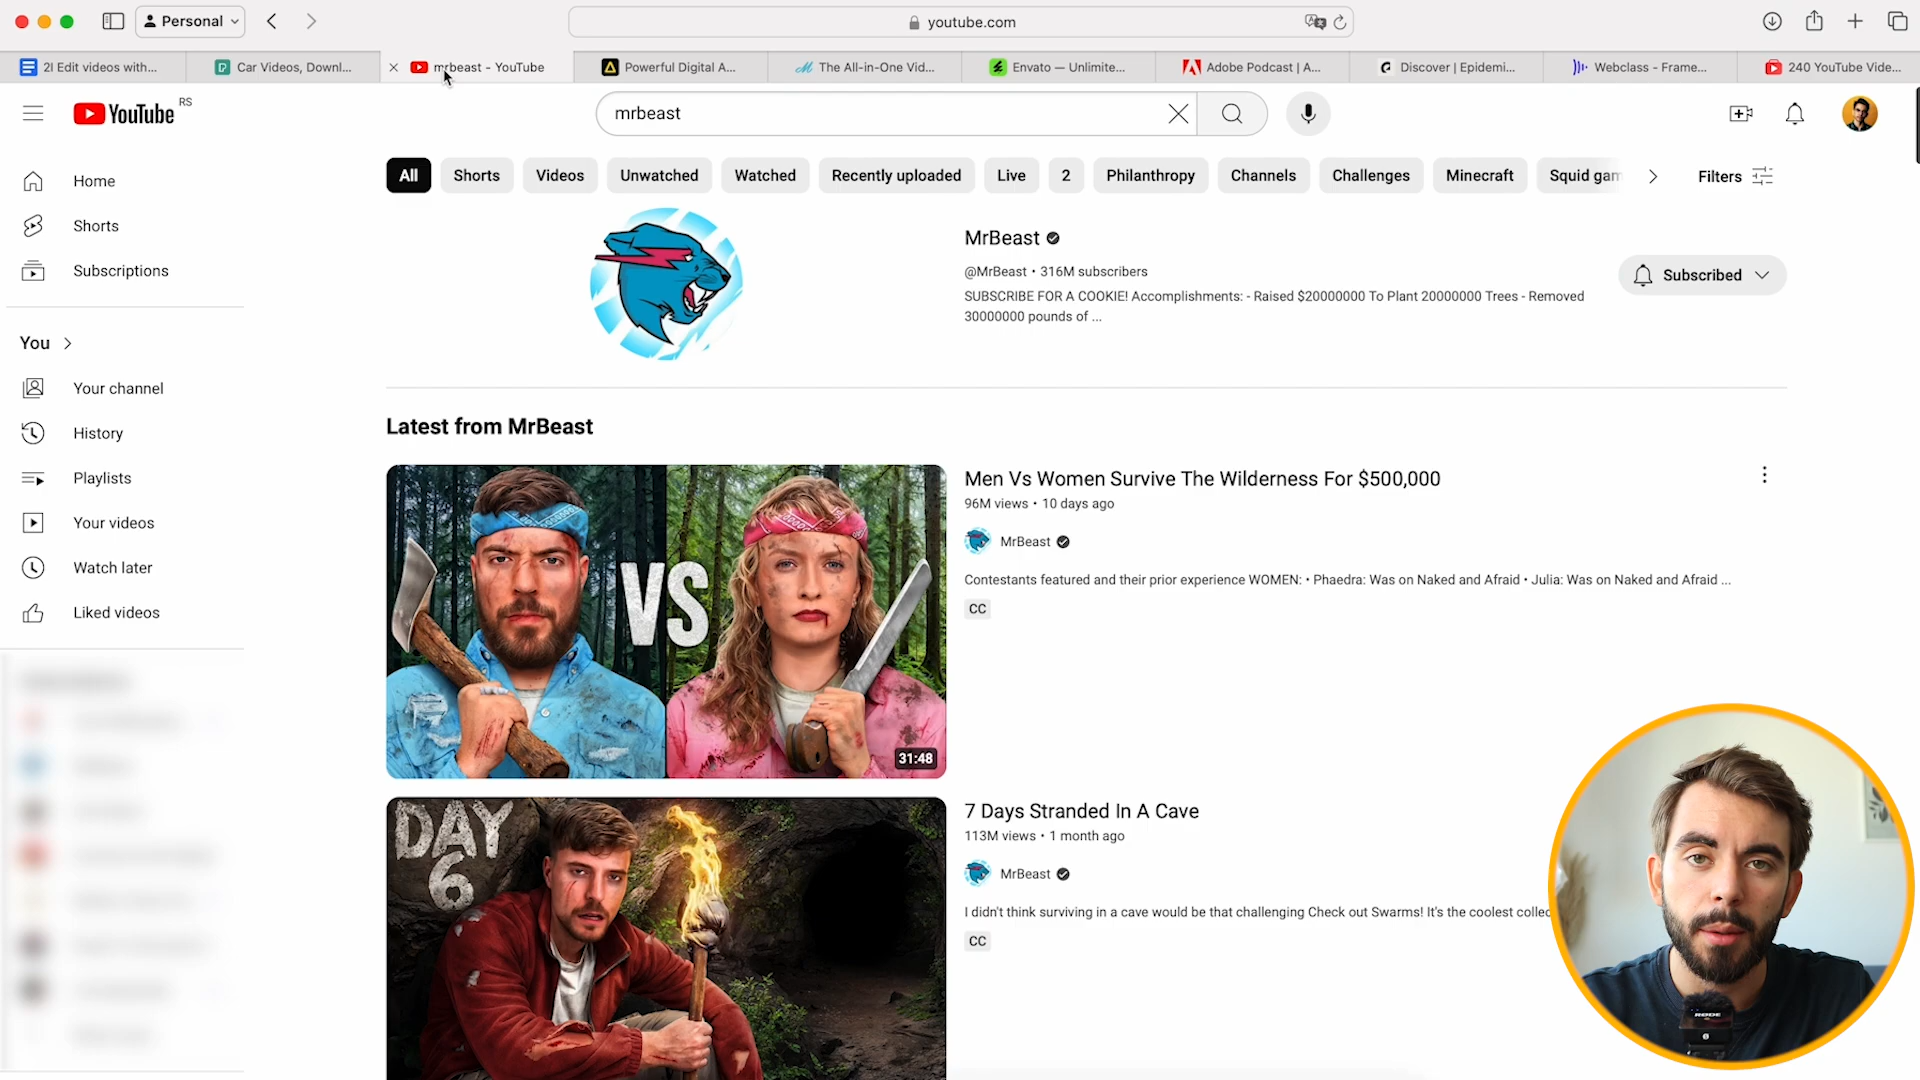 Personal
youtube.com
2l Edit videos with...
Car Videos, Downl...
mrbeast - YouTube
Powerful Digital A...
The All-in-One Vid...
Envato — Unlimite...
Adobe Podcast | A...
Discover | Epidemi...
Webclass - Frame...
240 YouTube Vide...
YouTube RS
mrbeast
All
Shorts
Videos
Unwatched
Watched
Recently uploaded
Live
2
Philanthropy
Channels
Challenges
Minecraft
Squid gam
Filters
Home
Shorts
Subscriptions
You
Your channel
History
Playlists
Your videos
Watch later
Liked videos
MrBeast
@MrBeast • 316M subscribers
SUBSCRIBE FOR A COOKIE! Accomplishments: - Raised $20000000 To Plant 20000000 Trees - Removed
30000000 pounds of ...
Subscribed
Latest from MrBeast
VS
31:48
Men Vs Women Survive The Wilderness For $500,000
96M views • 10 days ago
MrBeast
Contestants featured and their prior experience WOMEN: • Phaedra: Was on Naked and Afraid • Julia: Was on Naked and Afraid ...
CC
DAY
6
7 Days Stranded In A Cave
113M views • 1 month ago
MrBeast
I didn't think surviving in a cave would be that challenging Check out Swarms! It's the coolest collec
CC
RODE